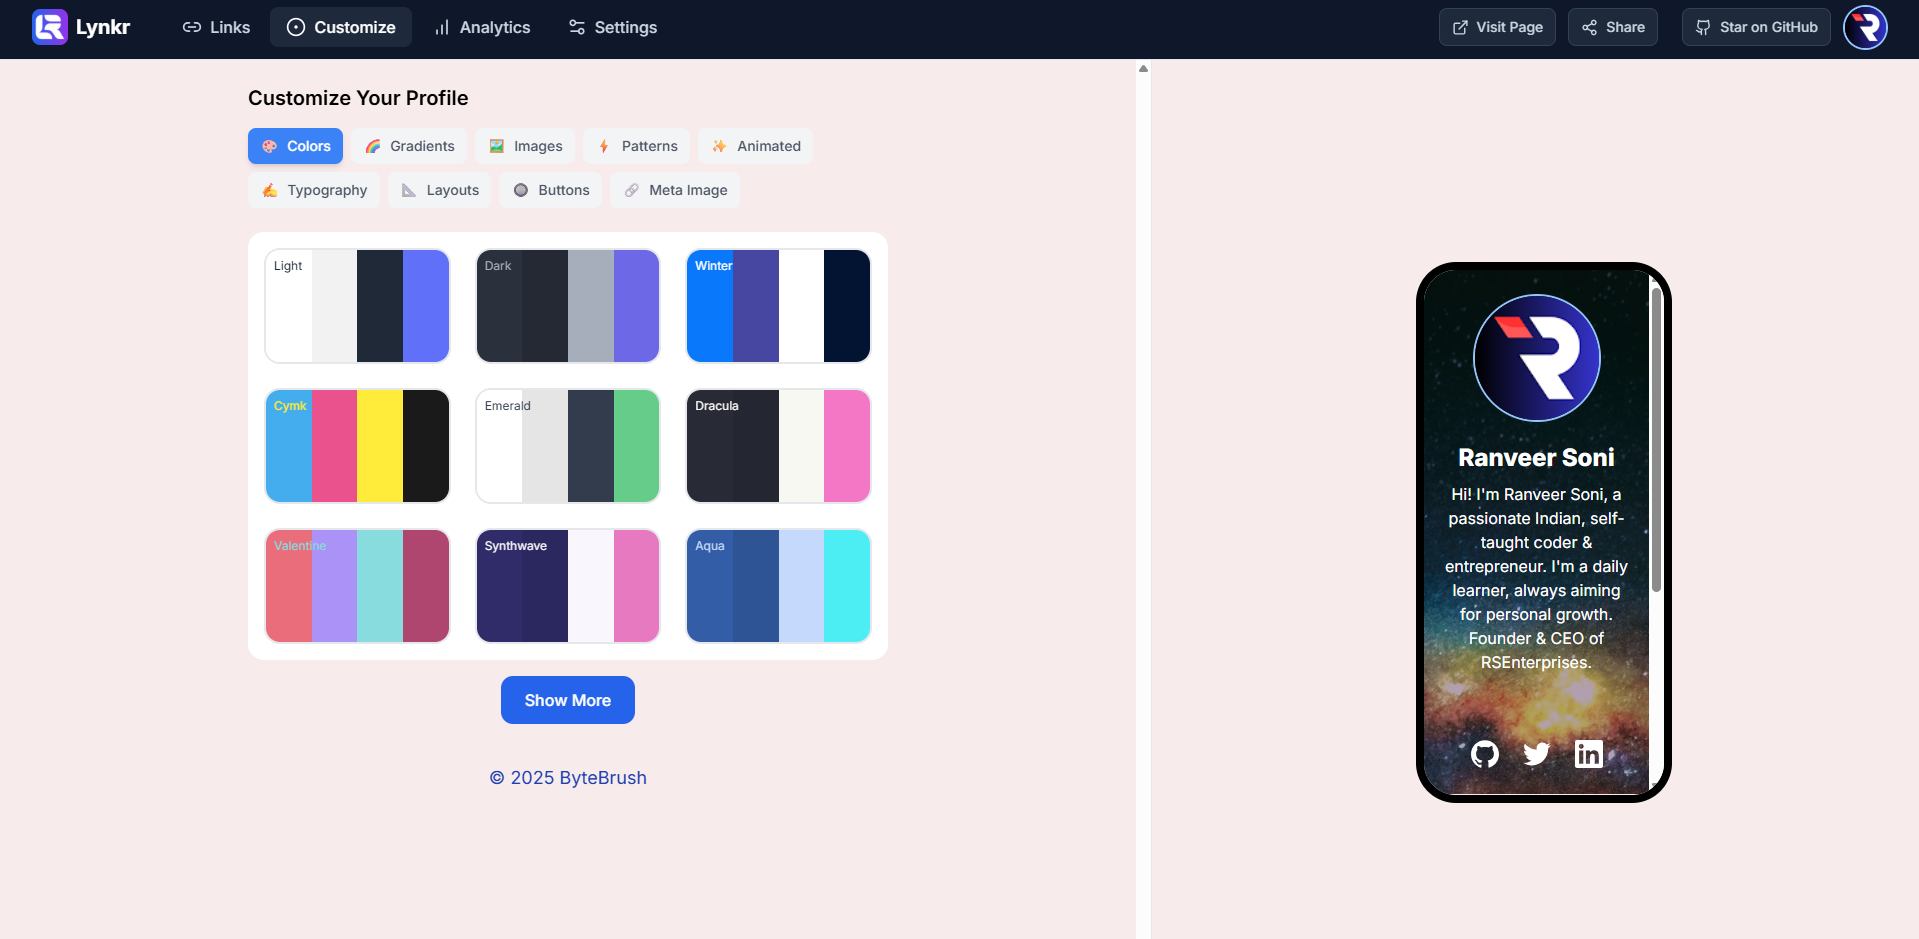 Lynkr
Links
Customize
Analytics
Settings
Visit Page
Share
Star on GitHub
Customize Your Profile
Colors
Gradients
Images
Patterns
Animated
Typography
Layouts
Buttons
Meta Image
Light
Dark
Winter
Cymk
Emerald
Dracula
Valentine
Synthwave
Aqua
Show More
© 2025 ByteBrush
Ranveer Soni
Hi! I'm Ranveer Soni, a
passionate Indian, self-
taught coder &
entrepreneur. I'm a daily
learner, always aiming
for personal growth.
Founder & CEO of
RSEnterprises.